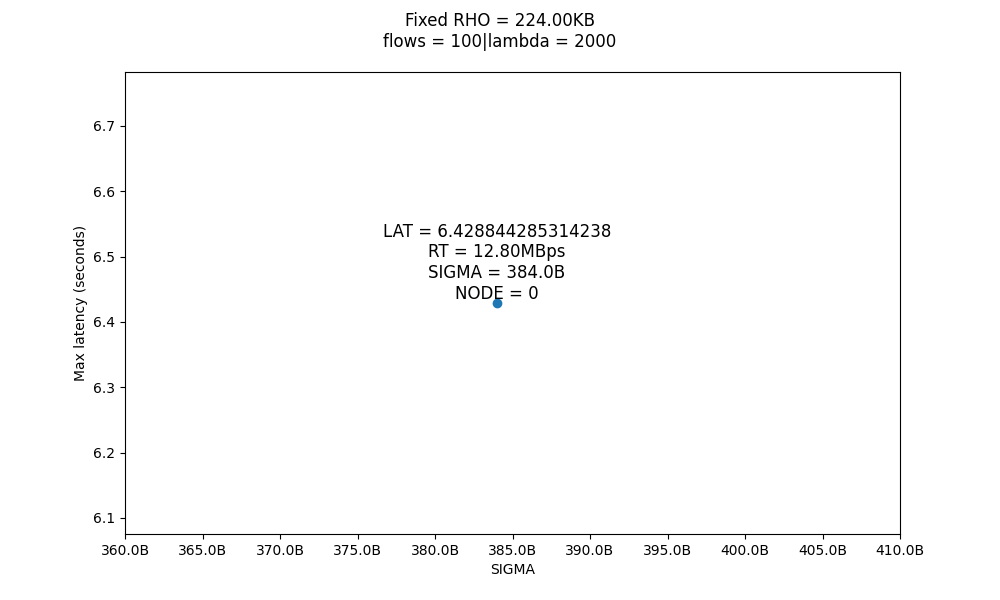 Fixed RHO = 224.00KB
flows = 100|lambda = 2000
6.7
6.6
6.5
6.4
6.3
6.2
6.1
Max latency (seconds)
LAT = 6.428844285314238
RT = 12.80MBps
SIGMA = 384.0B
NODE = 0
360.0B 365.0B 370.0B 375.0B 380.0B 385.0B 390.0B 395.0B 400.0B 405.0B 410.0B
SIGMA